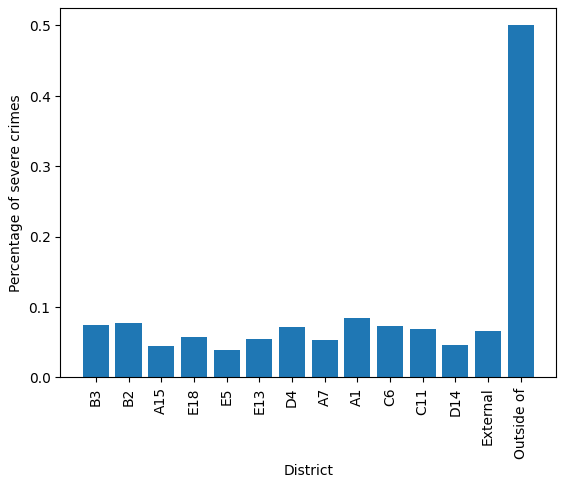 0.5
0.4
0.3
0.2
0.1
0.0
Percentage of severe crimes
B3
B2
A15
E18
E5
E13
D4
A7
A1
C6
C11
D14
External
Outside of
District